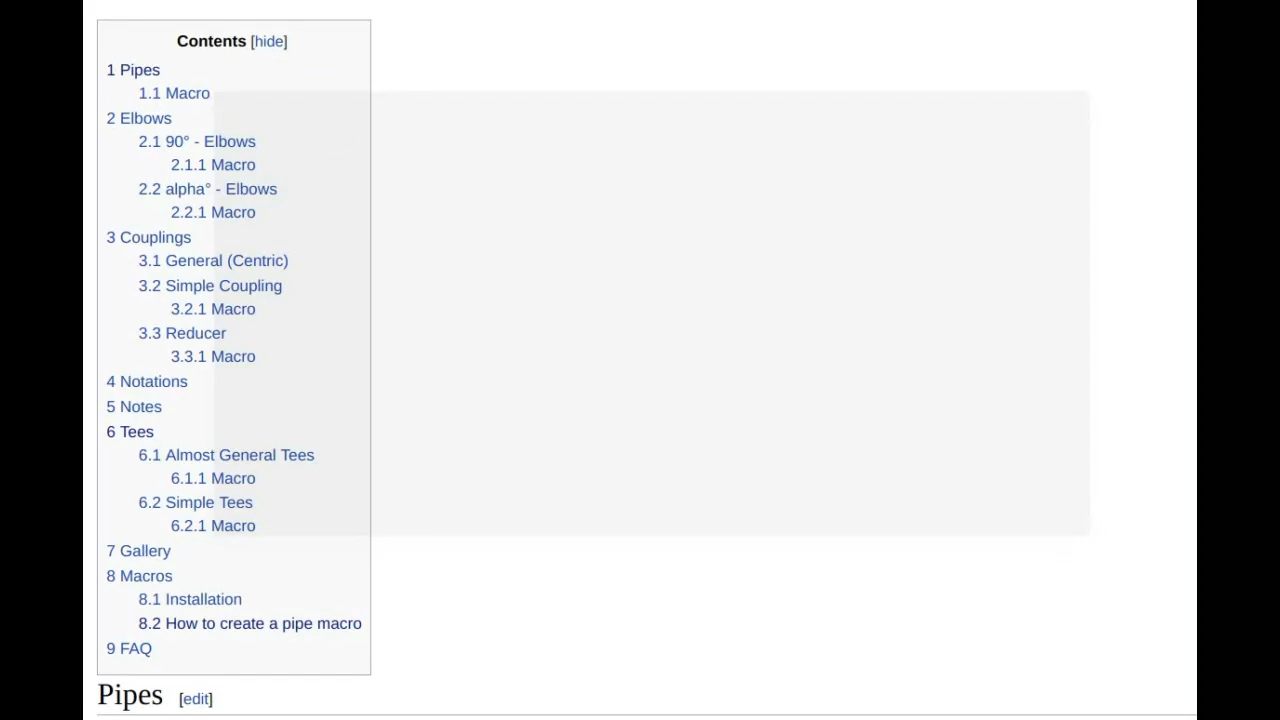 Contents [hide]
1 Pipes
1.1 Macro
2 Elbows
2.1 90° - Elbows
2.1.1 Macro
2.2 alpha° - Elbows
2.2.1 Macro
3 Couplings
3.1 General (Centric)
3.2 Simple Coupling
3.2.1 Macro
3.3 Reducer
3.3.1 Macro
4 Notations
5 Notes
6 Tees
6.1 Almost General Tees
6.1.1 Macro
6.2 Simple Tees
6.2.1 Macro
7 Gallery
8 Macros
8.1 Installation
8.2 How to create a pipe macro
9 FAQ
Pipes [edit]